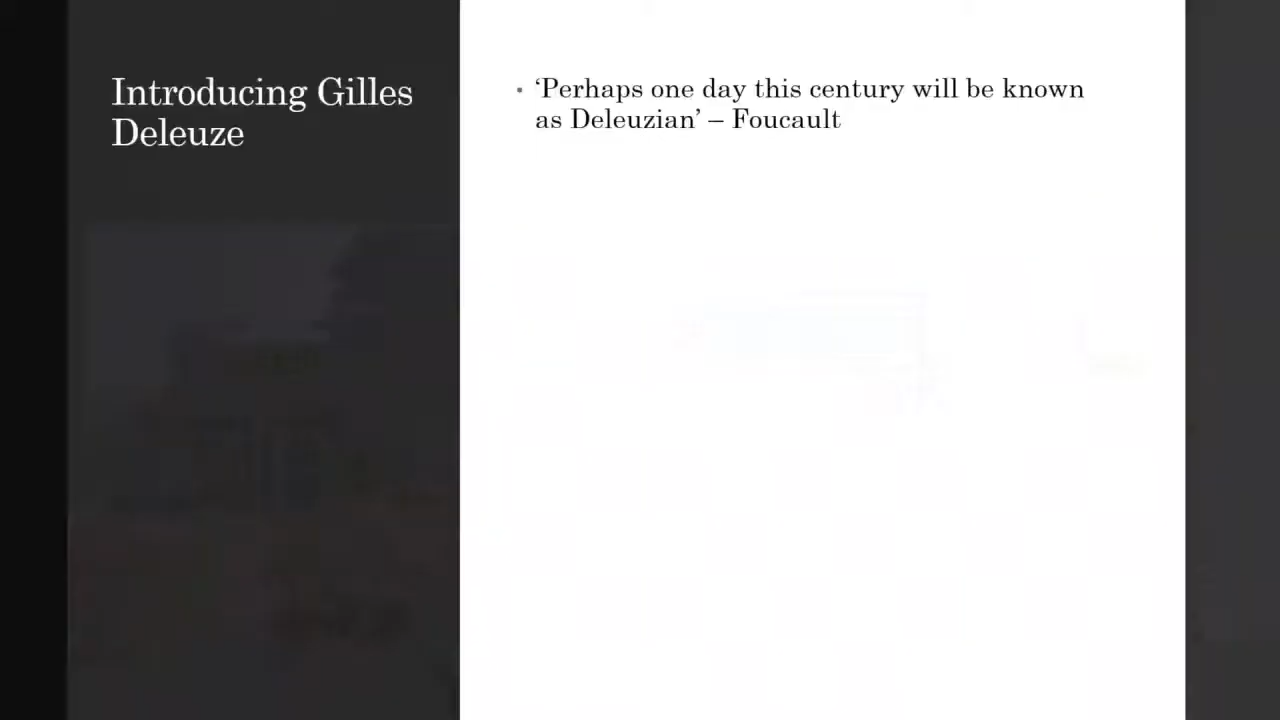 Introducing Gilles
Deleuze
• ‘Perhaps one day this century will be known
as Deleuzian’ – Foucault